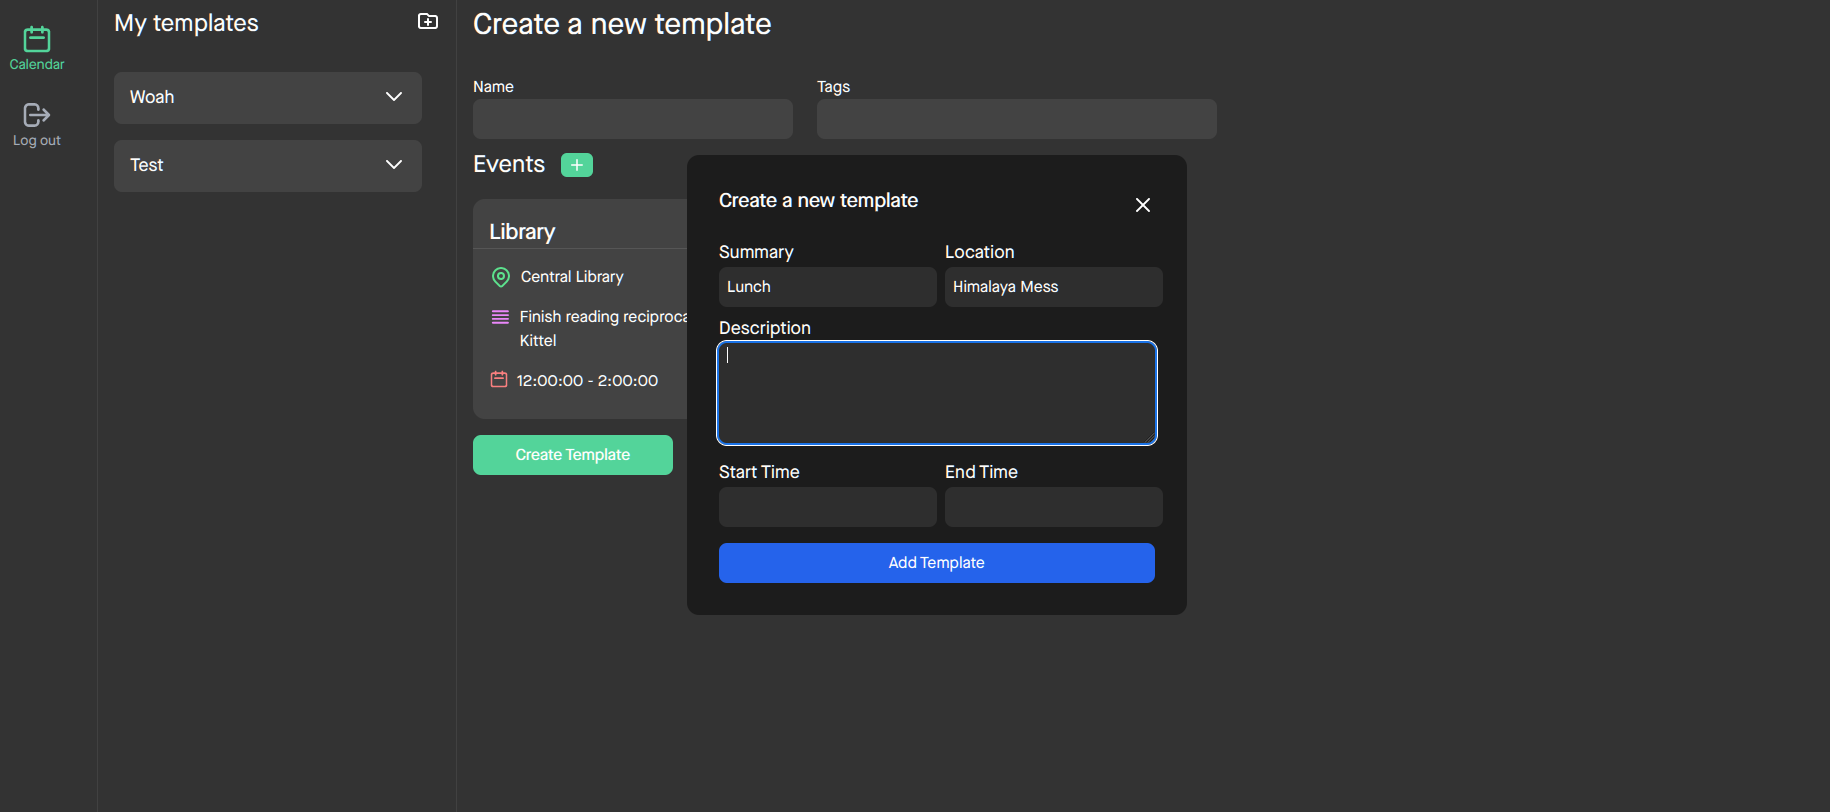 Calendar
Log out
My templates
Woah
Test
Create a new template
Name
Tags
Events
Library
Central Library
Finish reading reciproca
Kittel
12:00:00 - 2:00:00
Create Template
Create a new template
Summary
Location
Lunch
Himalaya Mess
Description
Start Time
End Time
Add Template